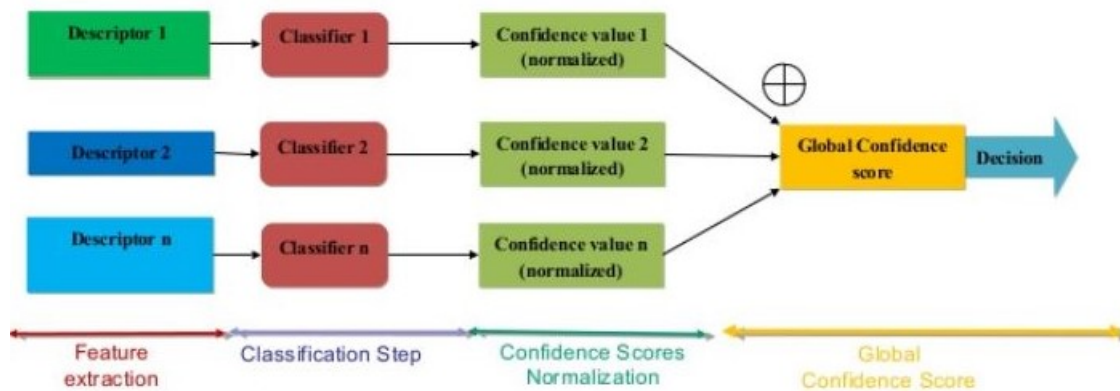 Descriptor 1
Classifier 1
Confidence value 1
(normalized)
Descriptor 2
Classifier 2
Confidence value 2
(normalized)
Global Confidence
score
Decision
Descriptor n
Classifier n
Confidence value n
(normalized)
Feature
extraction
Classification Step
Confidence Scores
Normalization
Global
Confidence Score